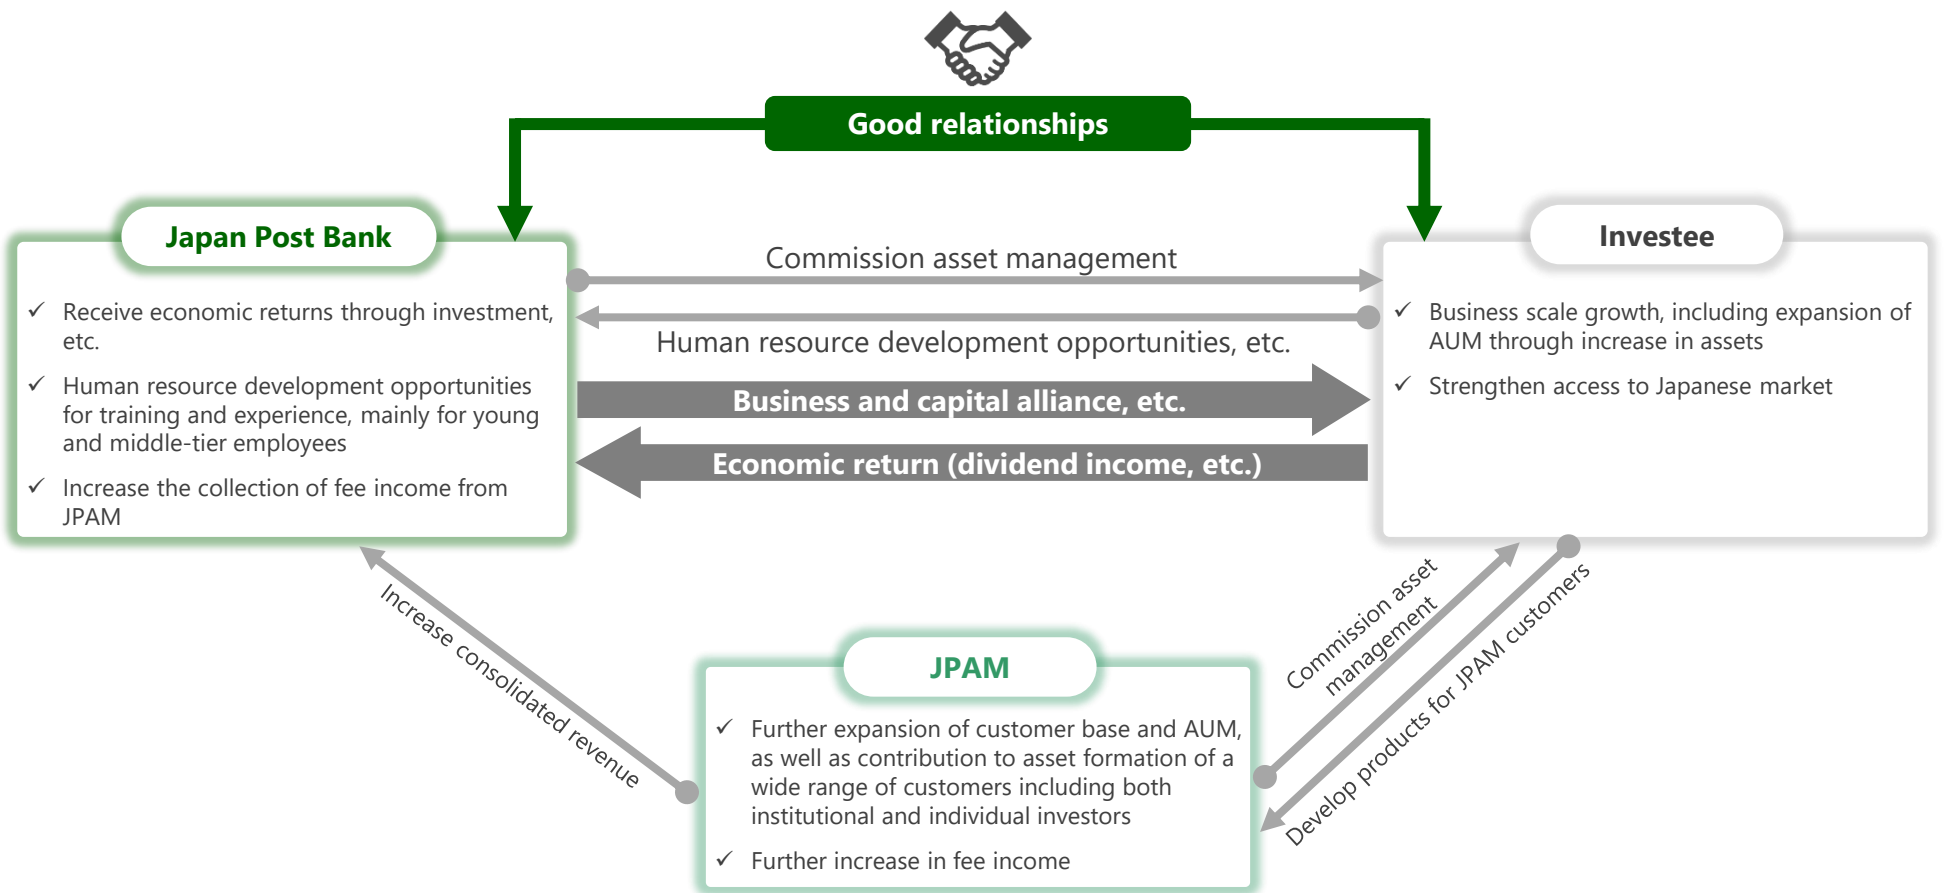 Good relationships
Japan Post Bank
✓ Receive economic returns through investment,
etc.
✓ Human resource development opportunities
for training and experience, mainly for young
and middle-tier employees
✓ Increase the collection of fee income from
JPAM
Commission asset management
Human resource development opportunities, etc.
Business and capital alliance, etc.
Economic return (dividend income, etc.)
Investee
✓ Business scale growth, including expansion of
AUM through increase in assets
✓ Strengthen access to Japanese market
Increase consolidated revenue
Commission asset
management
Develop products for JPAM customers
JPAM
✓ Further expansion of customer base and AUM,
as well as contribution to asset formation of a
wide range of customers including both
institutional and individual investors
✓ Further increase in fee income